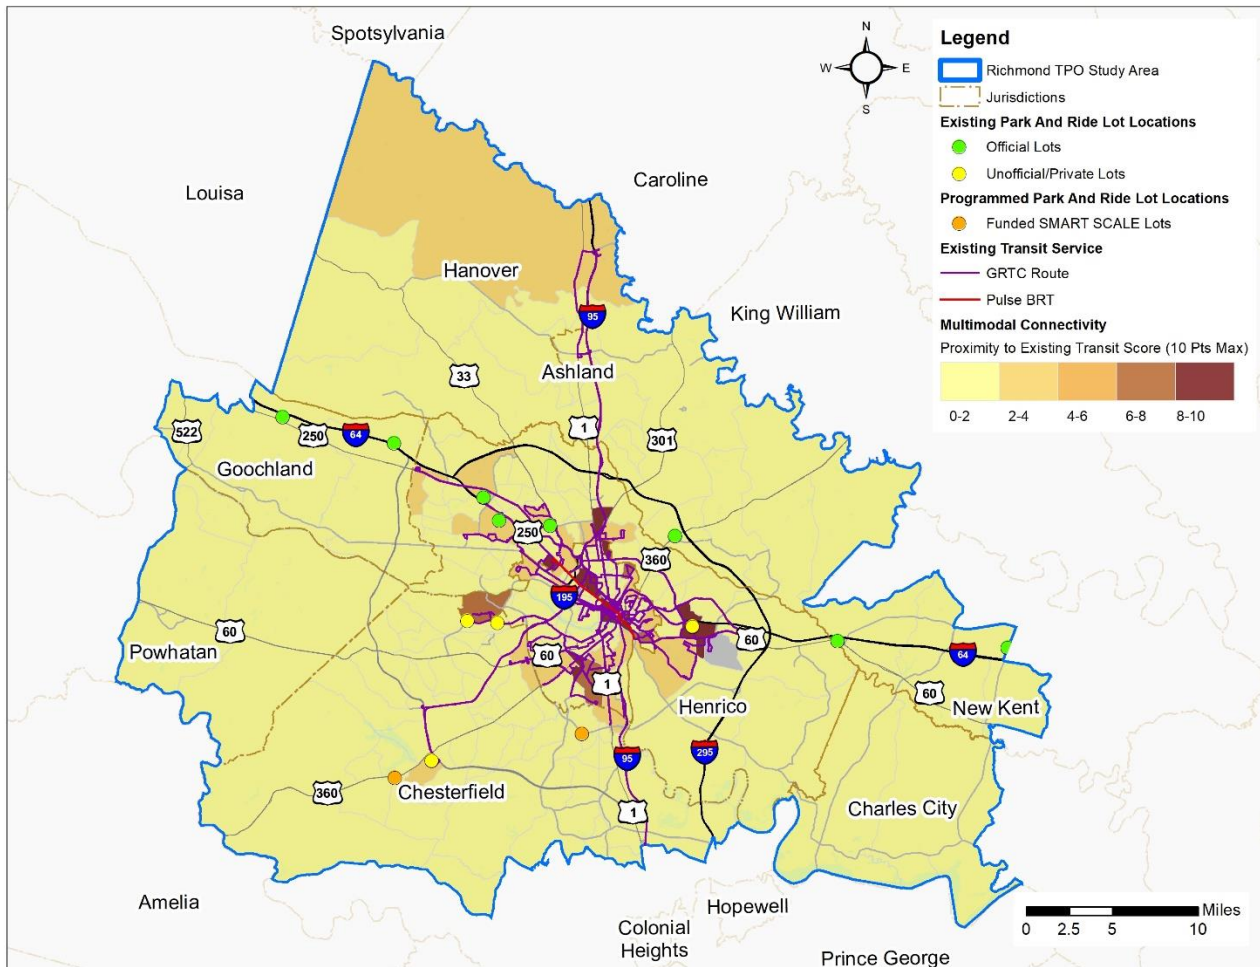 Spotsylvania
N
W
E
S
Louisa
Caroline
Hanover
King William
95
Ashland
33
1
301
522
250
64
Goochland
250
360
195
60
Powhatan
60
60
64
60
New Kent
1
Henrico
95
295
360
Chesterfield
1
Charles City
Amelia
Hopewell
Colonial
Heights
Prince George
Legend
Richmond TPO Study Area
Jurisdictions
Existing Park And Ride Lot Locations
Official Lots
Unofficial/Private Lots
Programmed Park And Ride Lot Locations
Funded SMART SCALE Lots
Existing Transit Service
GRTC Route
Pulse BRT
Multimodal Connectivity
Proximity to Existing Transit Score (10 Pts Max)
0-2 2-4 4-6 6-8 8-10
Miles
0 2.5 5 10